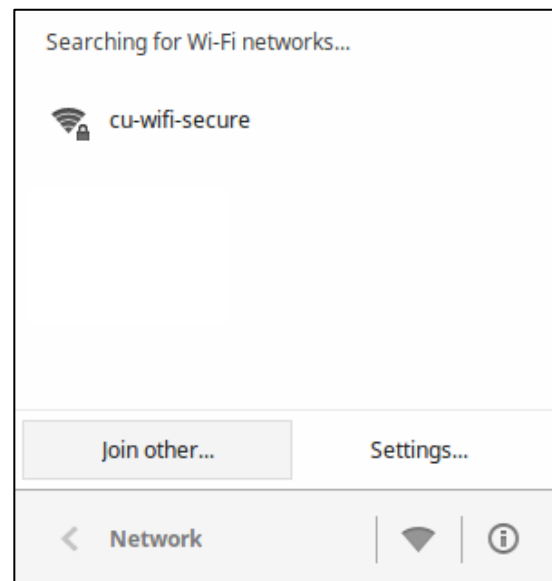 Searching for Wi-Fi networks...
cu-wifi-secure
Join other...
Settings...
Network